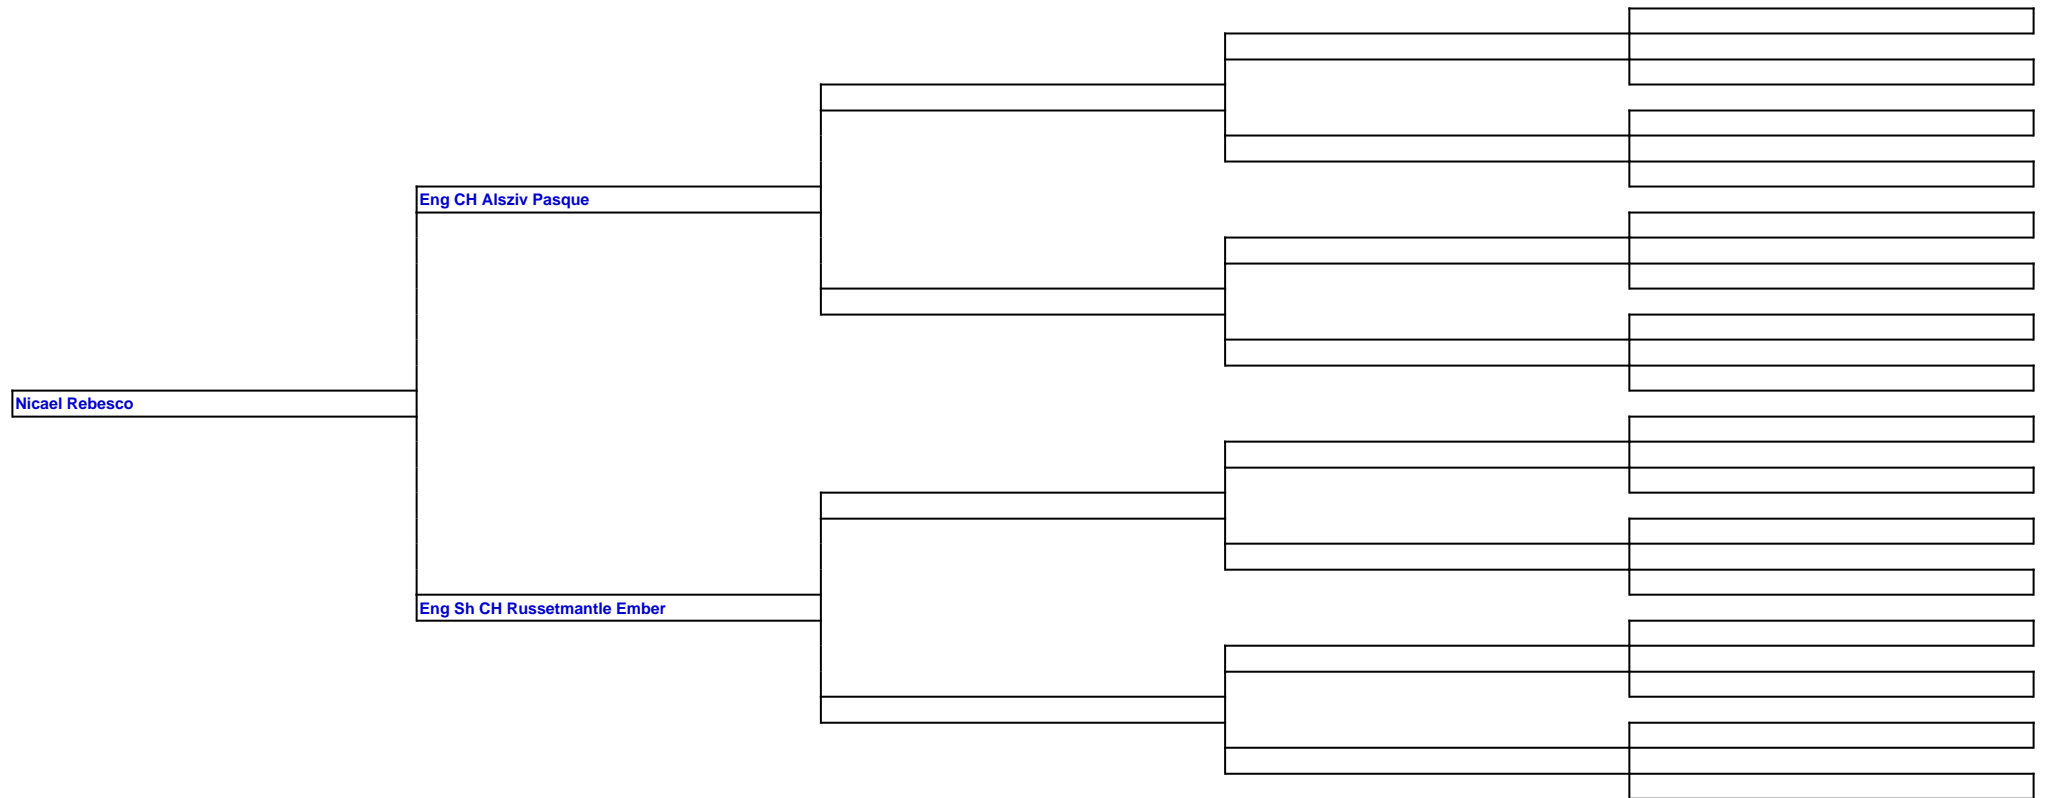 Eng CH Alsziv Pasque
Nicael Rebesco
Eng Sh CH Russetmantle Ember